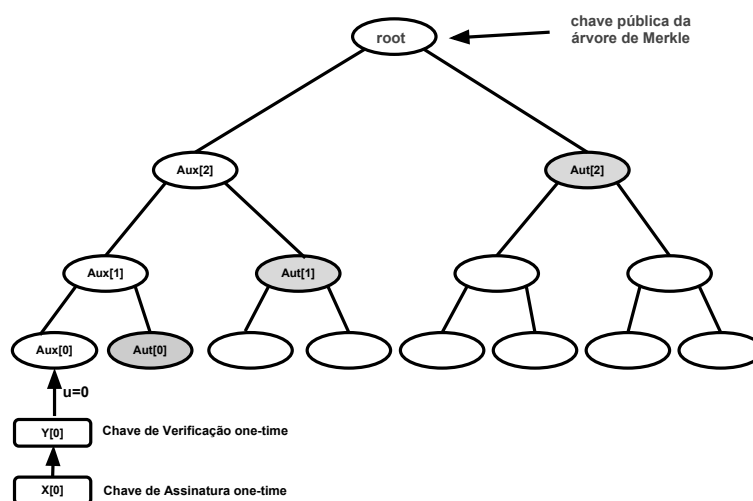 root
chave pública da
árvore de Merkle
Aux[2]
Aut[2]
Aux[1]
Aut[1]
Aux[0]
Aut[0]
u=0
Y[0]
Chave de Verificação one-time
X[0]
Chave de Assinatura one-time